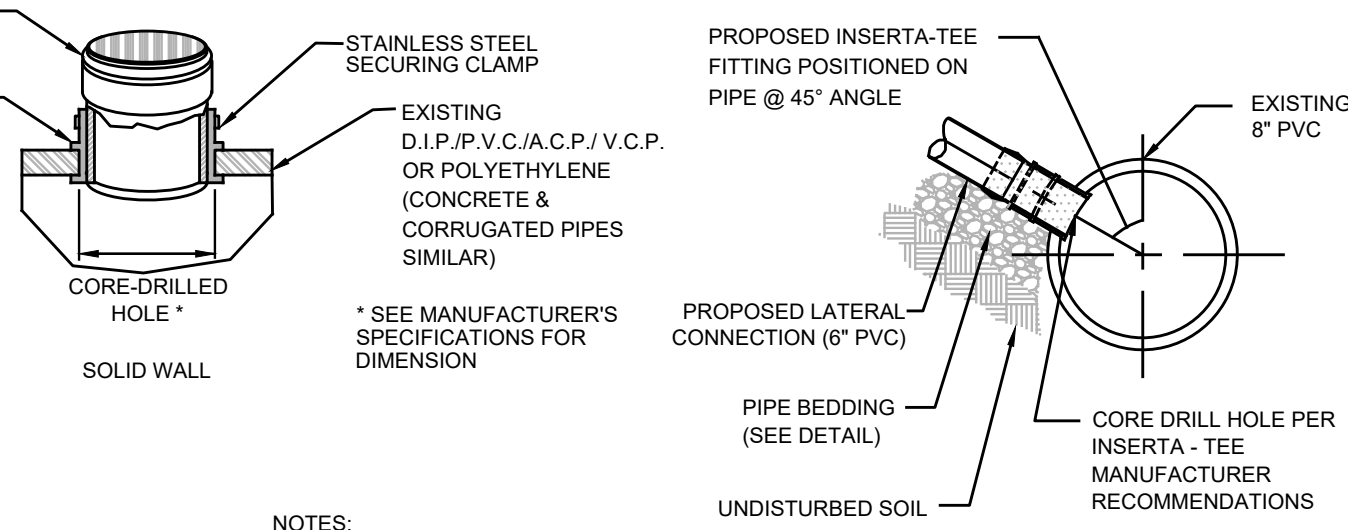 STAINLESS STEEL
SECURING CLAMP
EXISTING
D.I.P./P.V.C./A.C.P./ V.C.P.
OR POLYETHYLENE
(CONCRETE &
CORRUGATED PIPES
SIMILAR)
CORE-DRILLED
HOLE *
* SEE MANUFACTURER'S
SPECIFICATIONS FOR
DIMENSION
SOLID WALL
PROPOSED INSERTA-TEE
FITTING POSITIONED ON
PIPE @ 45° ANGLE
EXISTING
8" PVC
PROPOSED LATERAL
CONNECTION (6" PVC)
PIPE BEDDING
(SEE DETAIL)
CORE DRILL HOLE PER
INSERTA - TEE
MANUFACTURER
RECOMMENDATIONS
UNDISTURBED SOIL
NOTES: